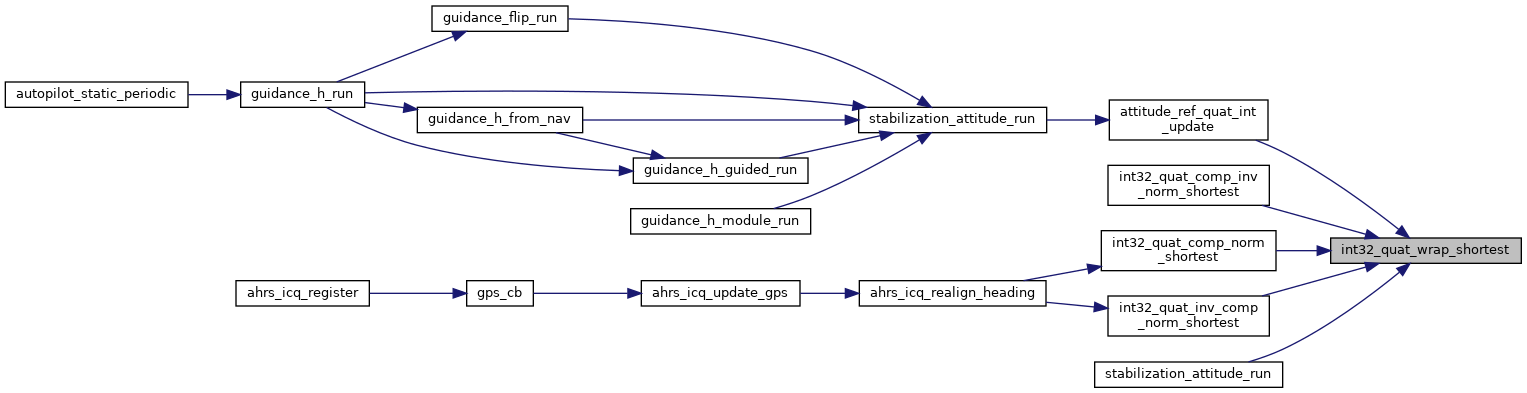 guidance_flip_run
autopilot_static_periodic
guidance_h_run
guidance_h_from_nav
stabilization_attitude_run
attitude_ref_quat_int
_update
guidance_h_guided_run
int32_quat_comp_inv
_norm_shortest
guidance_h_module_run
int32_quat_comp_norm
_shortest
int32_quat_wrap_shortest
ahrs_icq_register
gps_cb
ahrs_icq_update_gps
ahrs_icq_realign_heading
int32_quat_inv_comp
_norm_shortest
stabilization_attitude_run